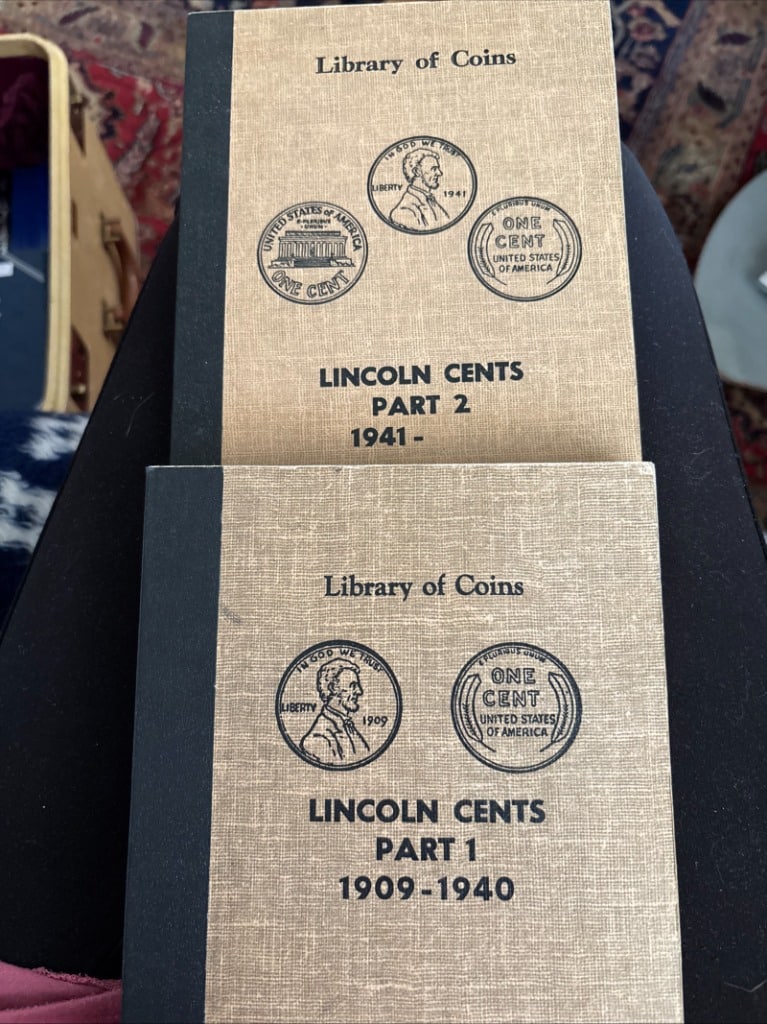 Library of Coins
IN GOD WE TRUST
LIBERTY
1941
UNITED STATES of AMERICA
E·PLURIBUS
·UNUM·
ONE CENT
E PLURIBUS UNUM
ONE
CENT
UNITED STATES
OF AMERICA
LINCOLN CENTS
PART 2
1941 -
Library of Coins
IN GOD WE TRUST
LIBERTY
1909
E PLURIBUS UNUM
ONE
CENT
UNITED STATES
OF AMERICA
LINCOLN CENTS
PART 1
1909-1940